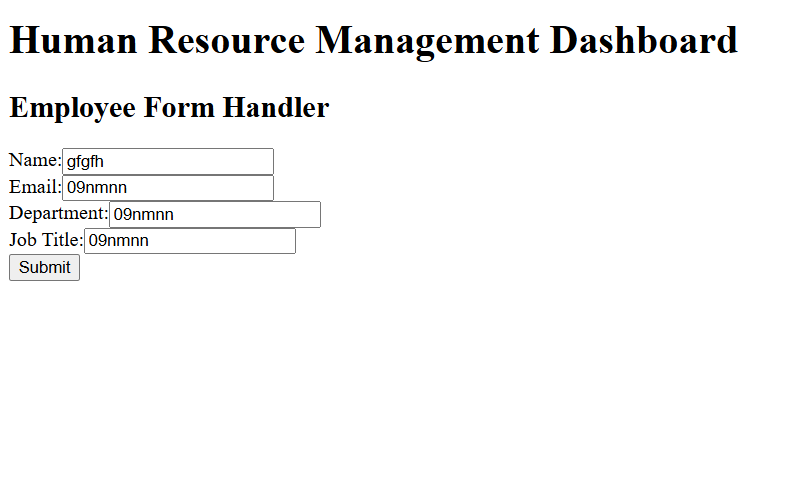 Human Resource Management Dashboard
Employee Form Handler
Name: gfgfh
Email: 09nmnn
Department: 09nmnn
Job Title: 09nmnn
Submit